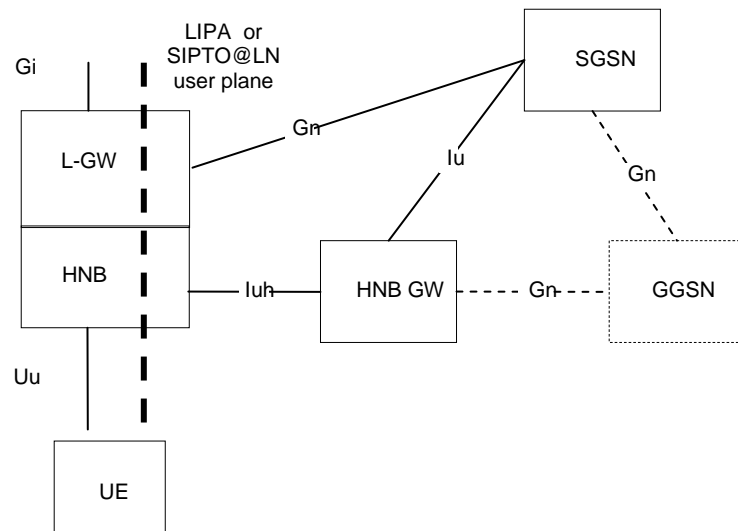 LIPA or
SIPTO@LN
user plane
Gi
SGSN
Gn
L-GW
Iu
Gn
HNB
Iuh
HNB GW
Gn
GGSN
Uu
UE